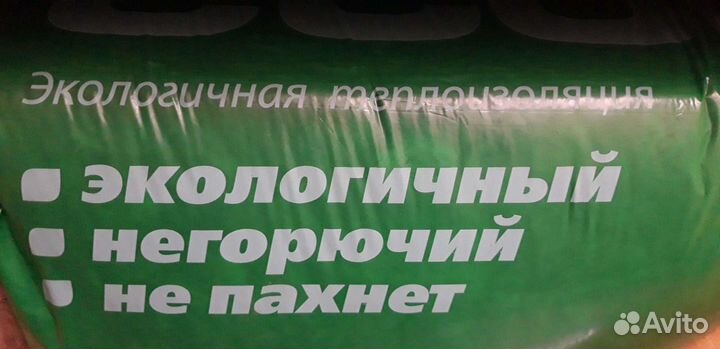 Экологичная теплоизоляция
экологичный
негорючий
не пахнет
Avito